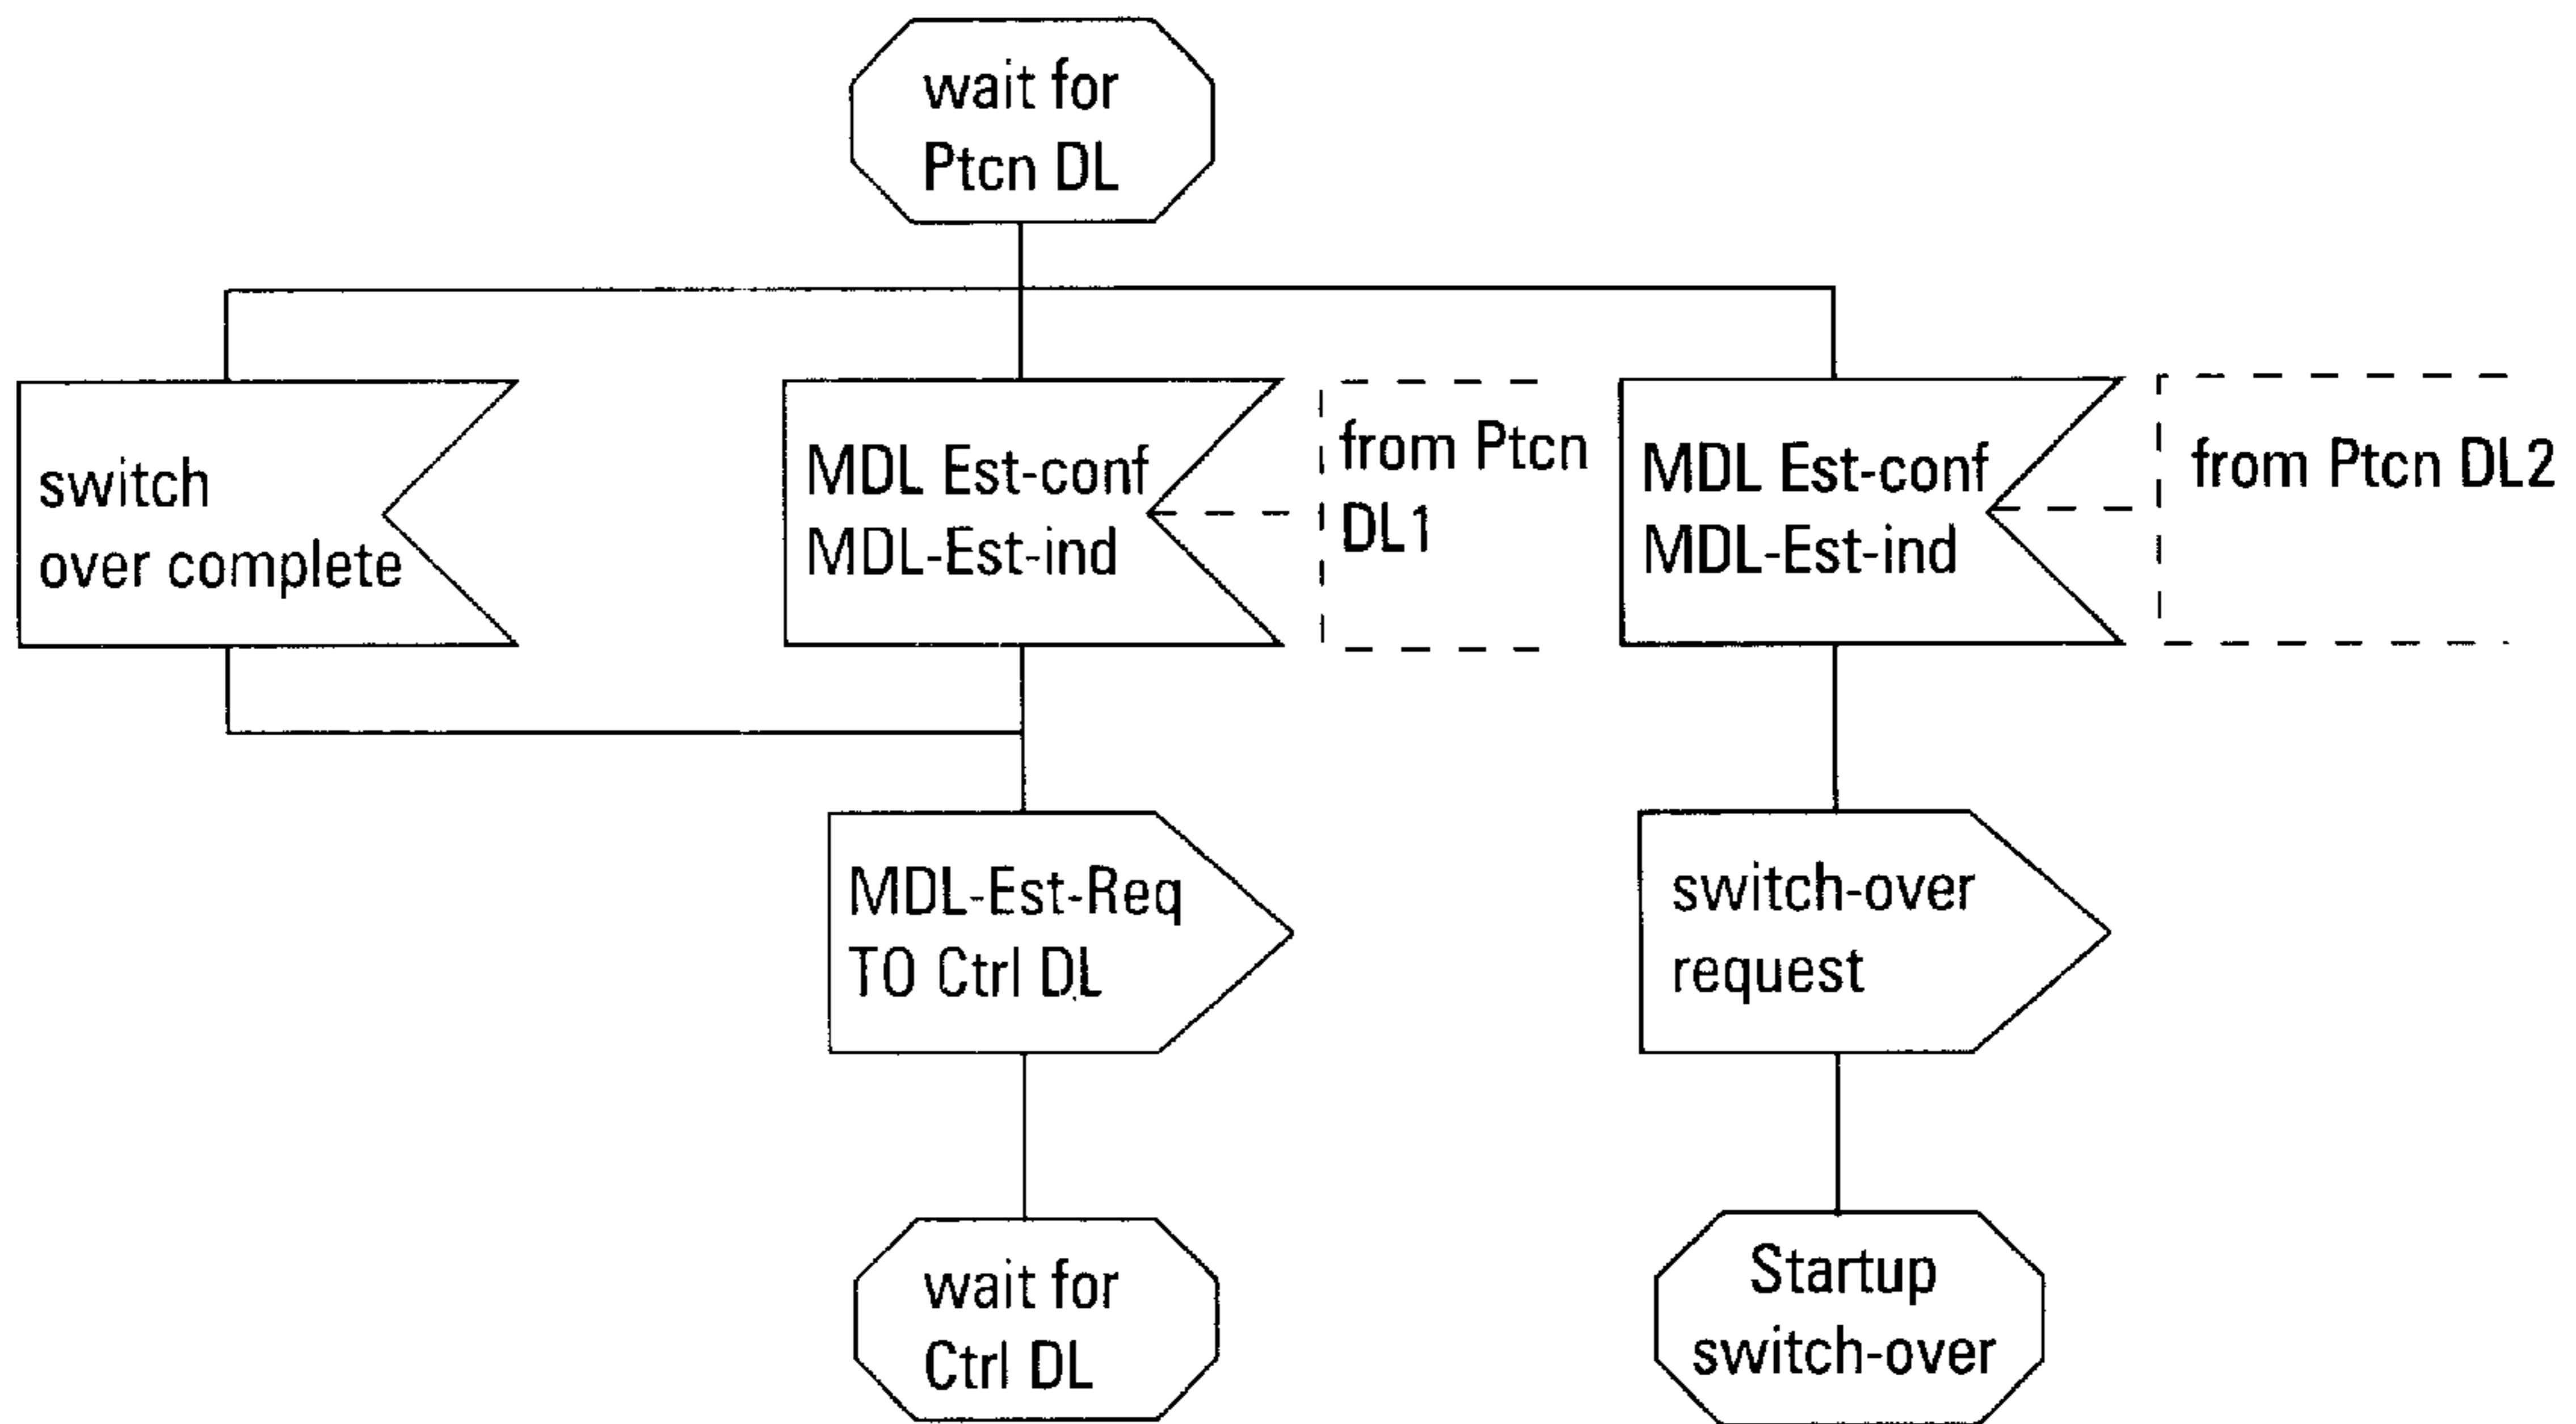 wait for
Ptcn DL
switch
over complete
MDL Est-conf
MDL-Est-ind
from Ptcn
DL1
MDL Est-conf
MDL-Est-ind
from Ptcn DL2
MDL-Est-Req
TO Ctrl DL
switch-over
request
wait for
Ctrl DL
Startup
switch-over